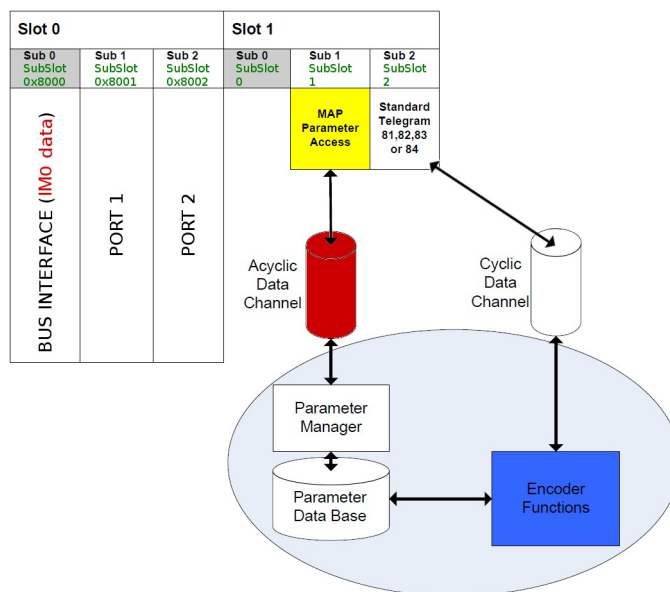 Slot 0
Slot 1
Sub 0
SubSlot
0x8000
Sub 1
SubSlot
0x8001
Sub 2
SubSlot
0x8002
Sub 0
SubSlot
0
Sub 1
SubSlot
1
Sub 2
SubSlot
2
BUS INTERFACE (IM0 data)
PORT 1
PORT 2
MAP
Parameter
Access
Standard
Telegram
81,82,83
or 84
Acyclic
Data
Channel
Cyclic
Data
Channel
Parameter
Manager
Parameter
Data Base
Encoder
Functions